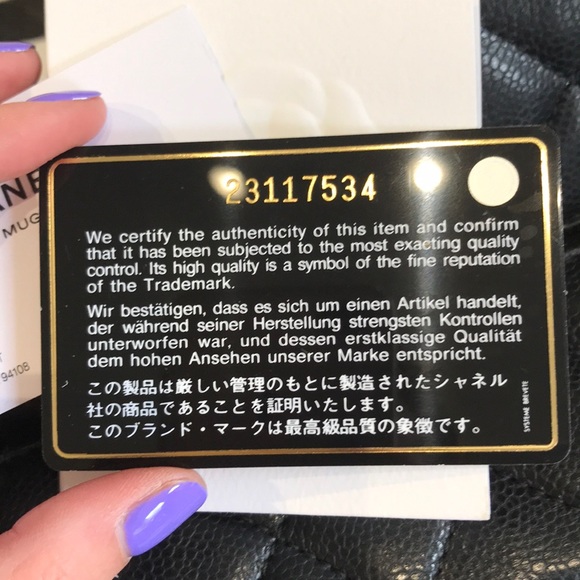 23117534
We certify the authenticity of this item and confirm
that it has been subjected to the most exacting quality
control. Its high quality is a symbol of the fine reputation
of the Trademark.
Wir bestätigen, dass es sich um einen Artikel handelt,
der während seiner Herstellung strengsten Kontrollen
unterworfen war, und dessen erstklassige Qualität
dem hohen Ansehen unserer Marke entspricht.
この製品は厳しい管理のもとに製造されたシャネル
社の商品であることを証明いたします。
このブランド・マークは最高級品質の象徴です。
SYSTEME BREVETE
94108